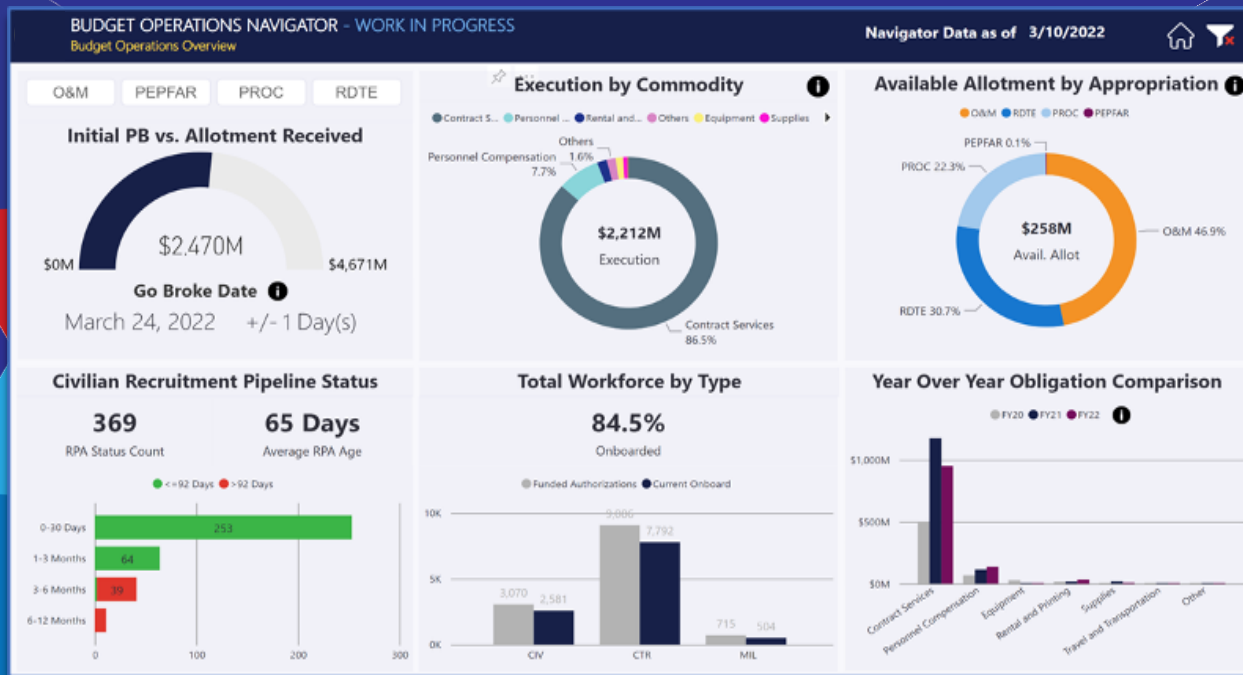 BUDGET OPERATIONS NAVIGATOR - WORK IN PROGRESS
Budget Operations Overview
Navigator Data as of 3/10/2022
O&M PEPFAR PROC RDTE
Initial PB vs. Allotment Received
$2,470M
$0M
$4,671M
Go Broke Date i
March 24, 2022 +/- 1 Day(s)
Execution by Commodity i
Contract S... Personnel ... Rental and... Others Equipment Supplies
Others
1.6%
Personnel Compensation
7.7%
$2,212M
Execution
Contract Services
86.5%
Available Allotment by Appropriation i
O&M RDTE PROC PEPFAR
PEPFAR 0.1%
PROC 22.3%
$258M
Avail. Allot
O&M 46.9%
RDTE 30.7%
Civilian Recruitment Pipeline Status
369 65 Days
RPA Status Count Average RPA Age
<=92 Days >92 Days
0-30 Days 253
1-3 Months 64
3-6 Months 39
6-12 Months
0 100 200 300
Total Workforce by Type
84.5%
Onboarded
Funded Authorizations Current Onboard
10K
5K
0K
9,086
7,792
3,070
2,581
715
504
CIV CTR MIL
Year Over Year Obligation Comparison
FY20 FY21 FY22 i
$1,000M
$500M
$0M
Contract Services
Personnel Compensation
Equipment
Rental and Printing
Supplies
Travel and Transportation
Other